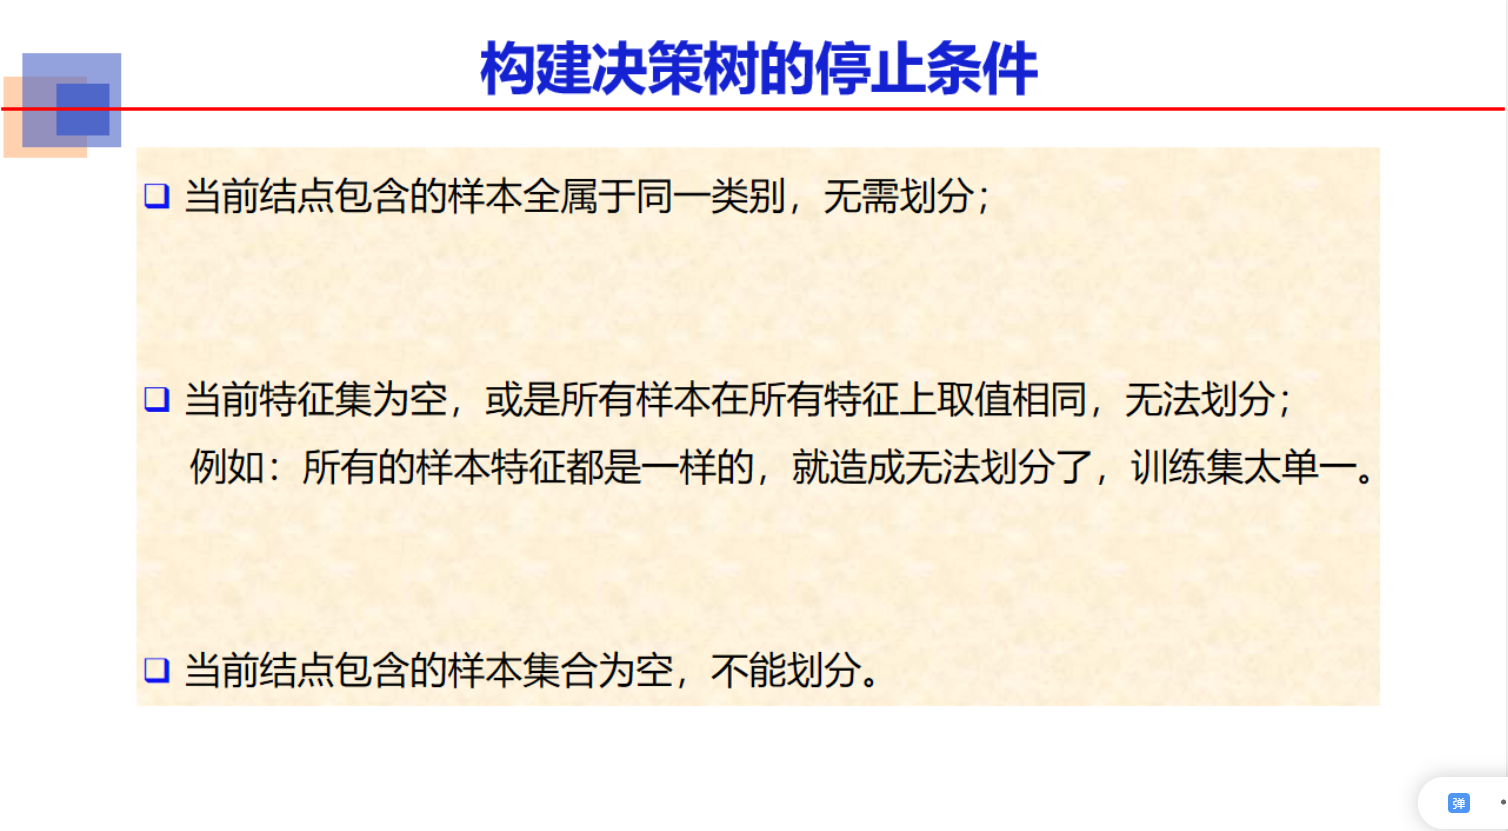 构建决策树的停止条件
当前结点包含的样本全属于同一类别，无需划分；
当前特征集为空，或是所有样本在所有特征上取值相同，无法划分；
例如：所有的样本特征都是一样的，就造成无法划分了，训练集太单一。
当前结点包含的样本集合为空，不能划分。
弹